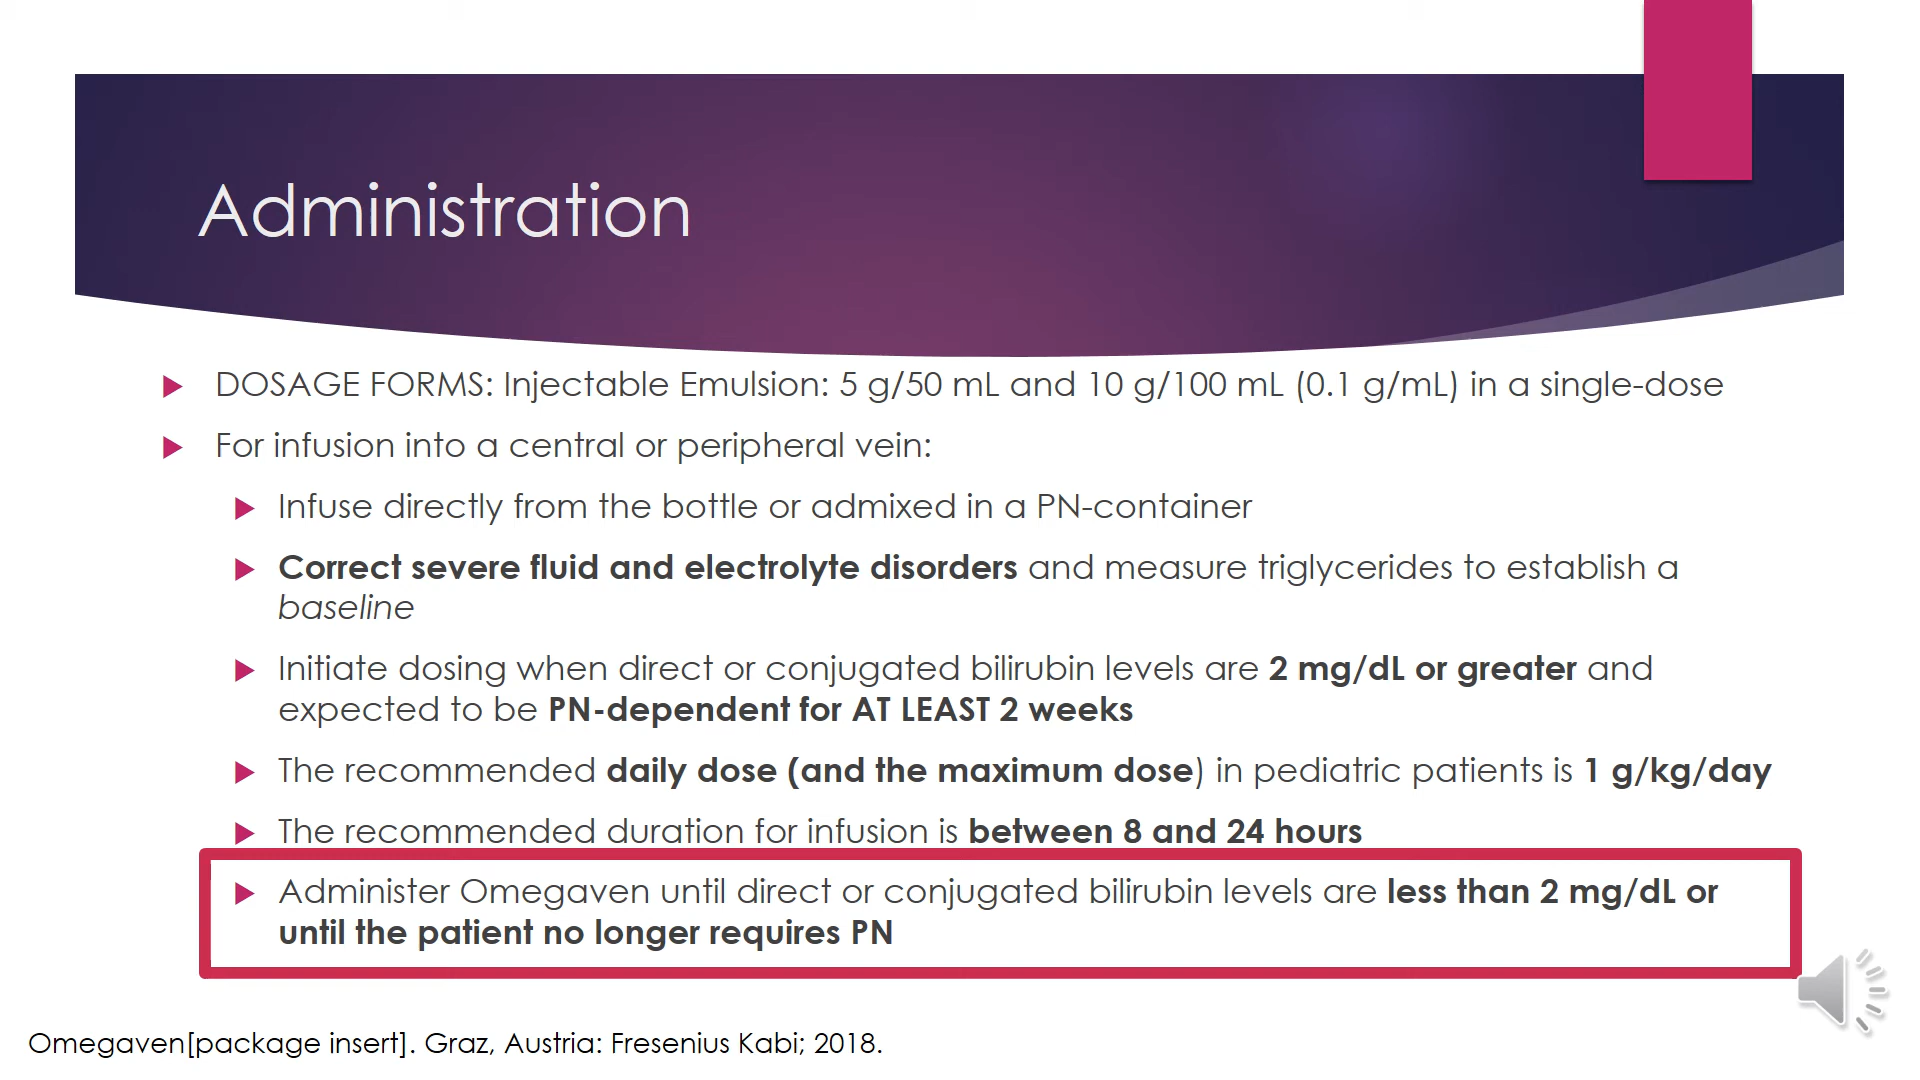 Administration
DOSAGE FORMS: Injectable Emulsion: 5 g/50 mL and 10 g/100 mL (0.1 g/mL) in a single-dose
For infusion into a central or peripheral vein:
Infuse directly from the bottle or admixed in a PN-container
Correct severe fluid and electrolyte disorders and measure triglycerides to establish a
baseline
Initiate dosing when direct or conjugated bilirubin levels are 2 mg/dL or greater and
expected to be PN-dependent for AT LEAST 2 weeks
The recommended daily dose (and the maximum dose) in pediatric patients is 1 g/kg/day
The recommended duration for infusion is between 8 and 24 hours
Administer Omegaven until direct or conjugated bilirubin levels are less than 2 mg/dL or
until the patient no longer requires PN
Omegaven[package insert]. Graz, Austria: Fresenius Kabi; 2018.